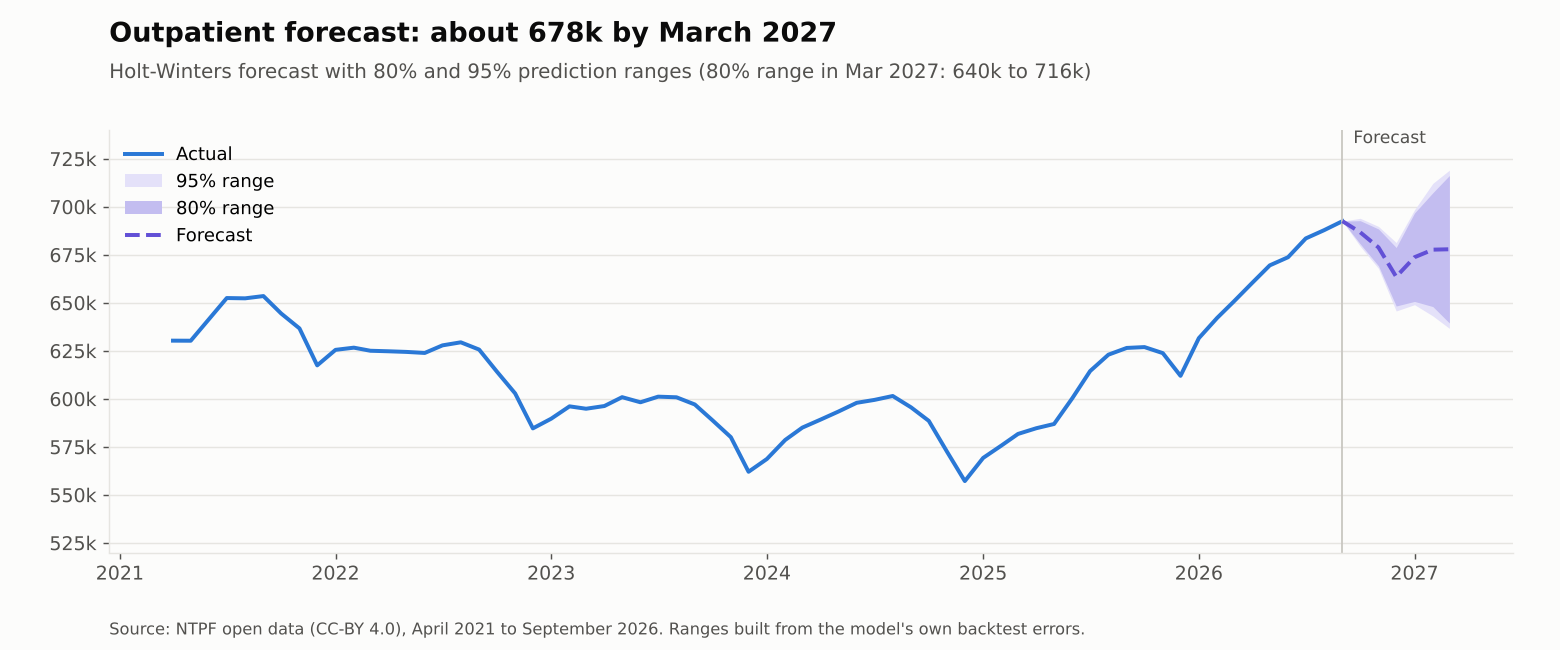 Outpatient forecast: about 678k by March 2027
Holt-Winters forecast with 80% and 95% prediction ranges (80% range in Mar 2027: 640k to 716k)
Forecast
Actual
95% range
80% range
Forecast
725k
700k
675k
650k
625k
600k
575k
550k
525k
2021 2022 2023 2024 2025 2026 2027
Source: NTPF open data (CC-BY 4.0), April 2021 to September 2026. Ranges built from the model's own backtest errors.